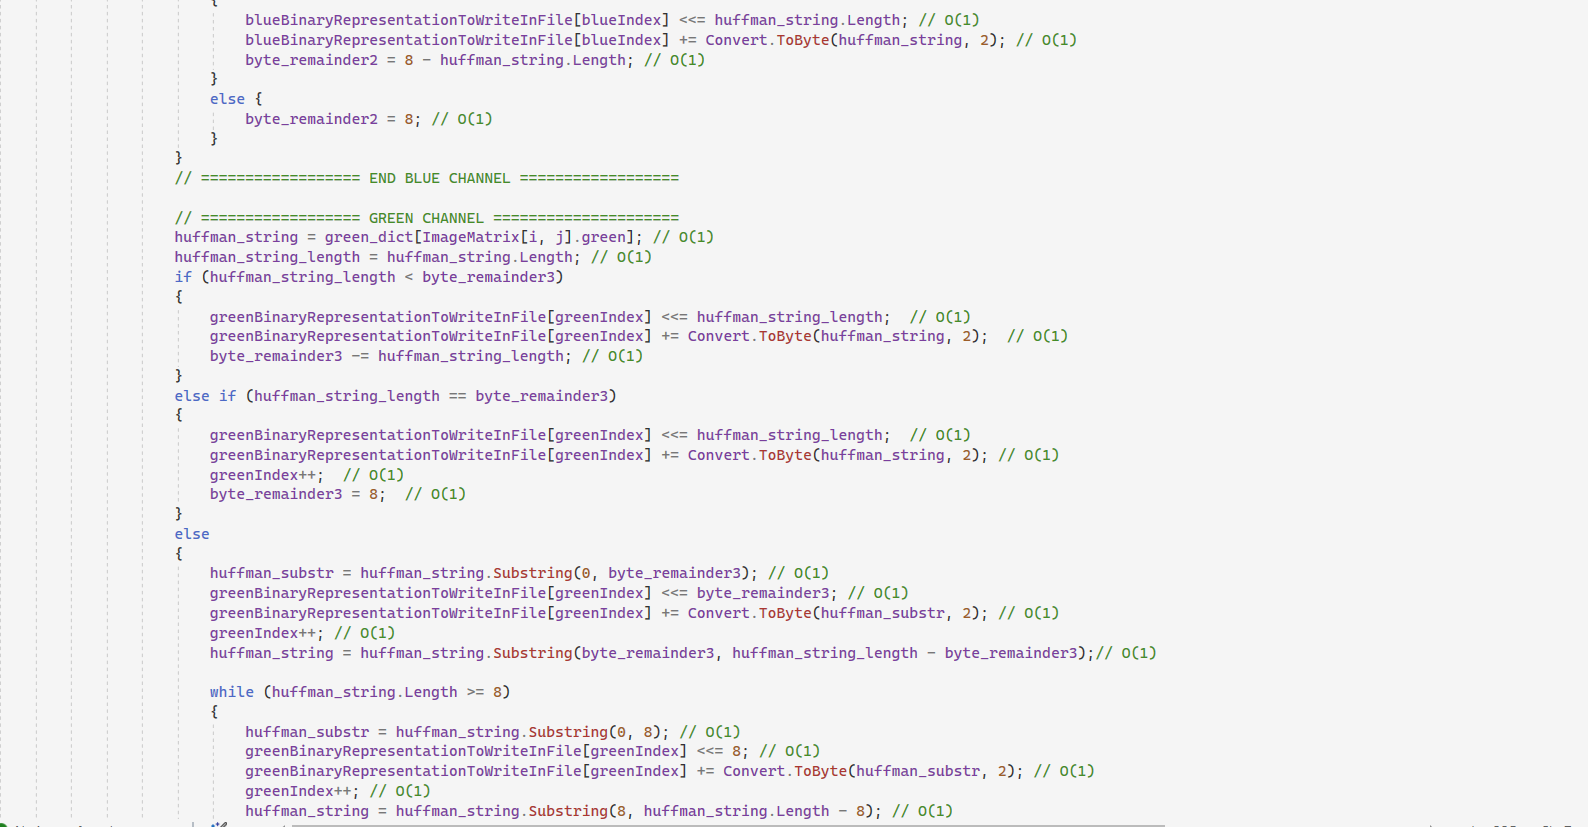 {
blueBinaryRepresentationToWriteInFile[blueIndex] <<= huffman_string.Length; // O(1)
blueBinaryRepresentationToWriteInFile[blueIndex] += Convert.ToByte(huffman_string, 2); // O(1)
byte_remainder2 = 8 - huffman_string.Length; // O(1)
}
else {
byte_remainder2 = 8; // O(1)
}
}
// ================== END BLUE CHANNEL ==================
// ================== GREEN CHANNEL =====================
huffman_string = green_dict[ImageMatrix[i, j].green]; // O(1)
huffman_string_length = huffman_string.Length; // O(1)
if (huffman_string_length < byte_remainder3)
{
greenBinaryRepresentationToWriteInFile[greenIndex] <<= huffman_string_length;  // O(1)
greenBinaryRepresentationToWriteInFile[greenIndex] += Convert.ToByte(huffman_string, 2);  // O(1)
byte_remainder3 -= huffman_string_length; // O(1)
}
else if (huffman_string_length == byte_remainder3)
{
greenBinaryRepresentationToWriteInFile[greenIndex] <<= huffman_string_length;  // O(1)
greenBinaryRepresentationToWriteInFile[greenIndex] += Convert.ToByte(huffman_string, 2); // O(1)
greenIndex++;  // O(1)
byte_remainder3 = 8;  // O(1)
}
else
{
huffman_substr = huffman_string.Substring(0, byte_remainder3); // O(1)
greenBinaryRepresentationToWriteInFile[greenIndex] <<= byte_remainder3; // O(1)
greenBinaryRepresentationToWriteInFile[greenIndex] += Convert.ToByte(huffman_substr, 2); // O(1)
greenIndex++; // O(1)
huffman_string = huffman_string.Substring(byte_remainder3, huffman_string_length - byte_remainder3);// O(1)
while (huffman_string.Length >= 8)
{
huffman_substr = huffman_string.Substring(0, 8); // O(1)
greenBinaryRepresentationToWriteInFile[greenIndex] <<= 8; // O(1)
greenBinaryRepresentationToWriteInFile[greenIndex] += Convert.ToByte(huffman_substr, 2); // O(1)
greenIndex++; // O(1)
huffman_string = huffman_string.Substring(8, huffman_string.Length - 8); // O(1)